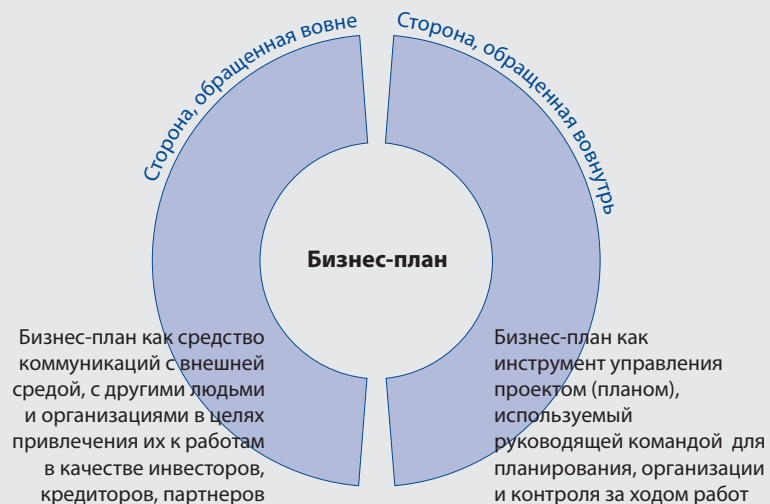 Сторона, обращенная вовне
Сторона, обращенная вовнутрь
Бизнес-план
Бизнес-план как средство
коммуникаций с внешней
средой, с другими людьми
и организациями в целях
привлечения их к работам
в качестве инвесторов,
кредиторов, партнеров
Бизнес-план как
инструмент управления
проектом (планом),
используемый
руководящей командой для
планирования, организации
и контроля за ходом работ